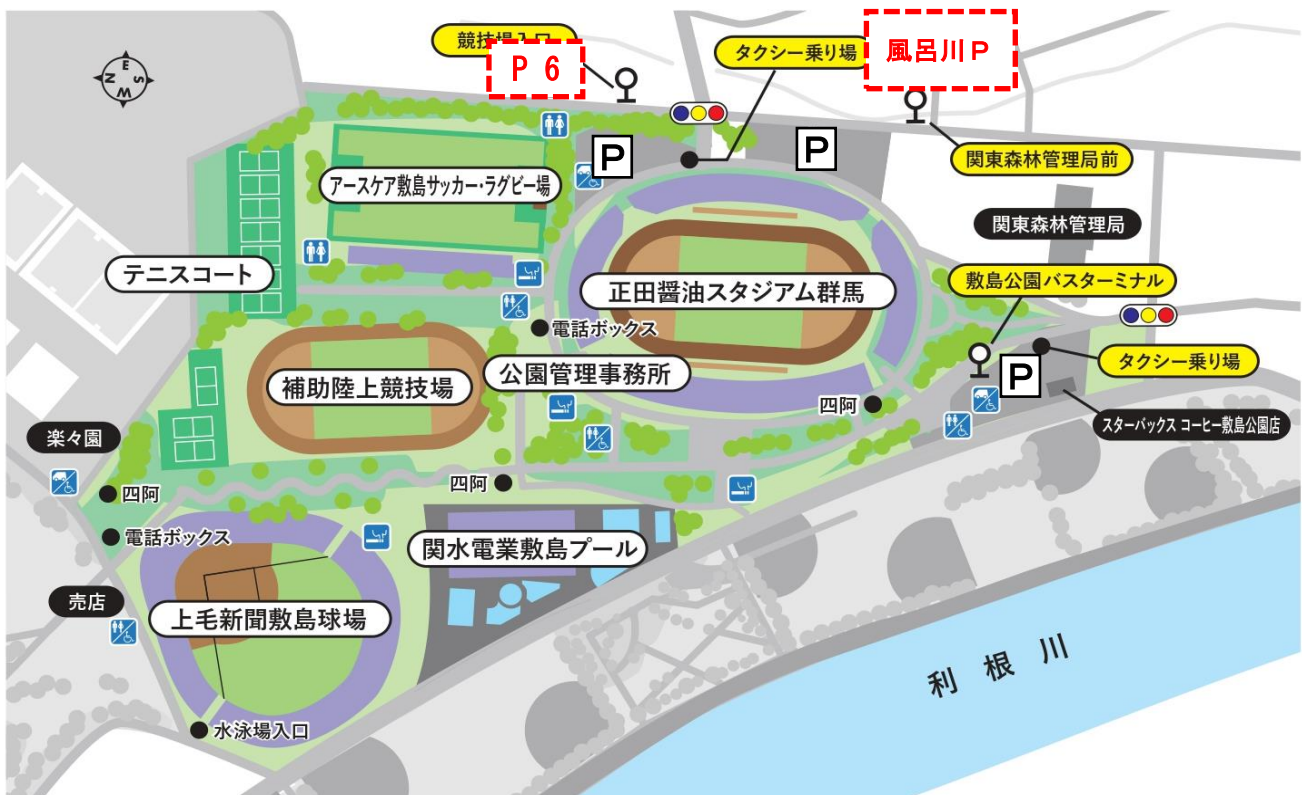 競技場入口
P 6
タクシー乗り場
風呂川P
E
N
S
W
P
P
関東森林管理局前
アースケア敷島サッカー・ラグビー場
関東森林管理局
テニスコート
正田醤油スタジアム群馬
敷島公園バスターミナル
電話ボックス
タクシー乗り場
P
補助陸上競技場
公園管理事務所
四阿
スターバックス コーヒー敷島公園店
楽々園
四阿
四阿
電話ボックス
関水電業敷島プール
売店
上毛新聞敷島球場
利根川
水泳場入口